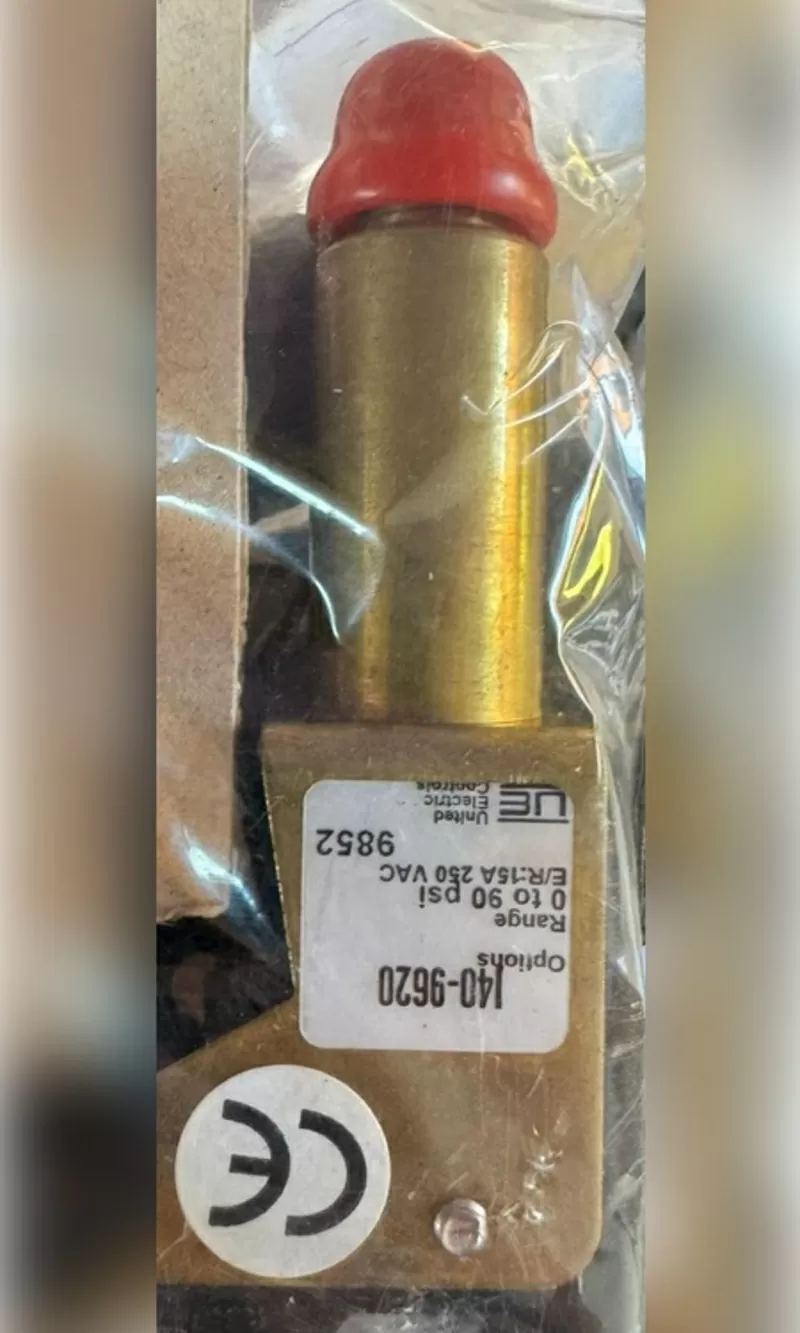 CE
J40-9620
Options
Range
0 to 90 psi
E/R:15A 250 VAC
9852
UE
United
Electric
Controls